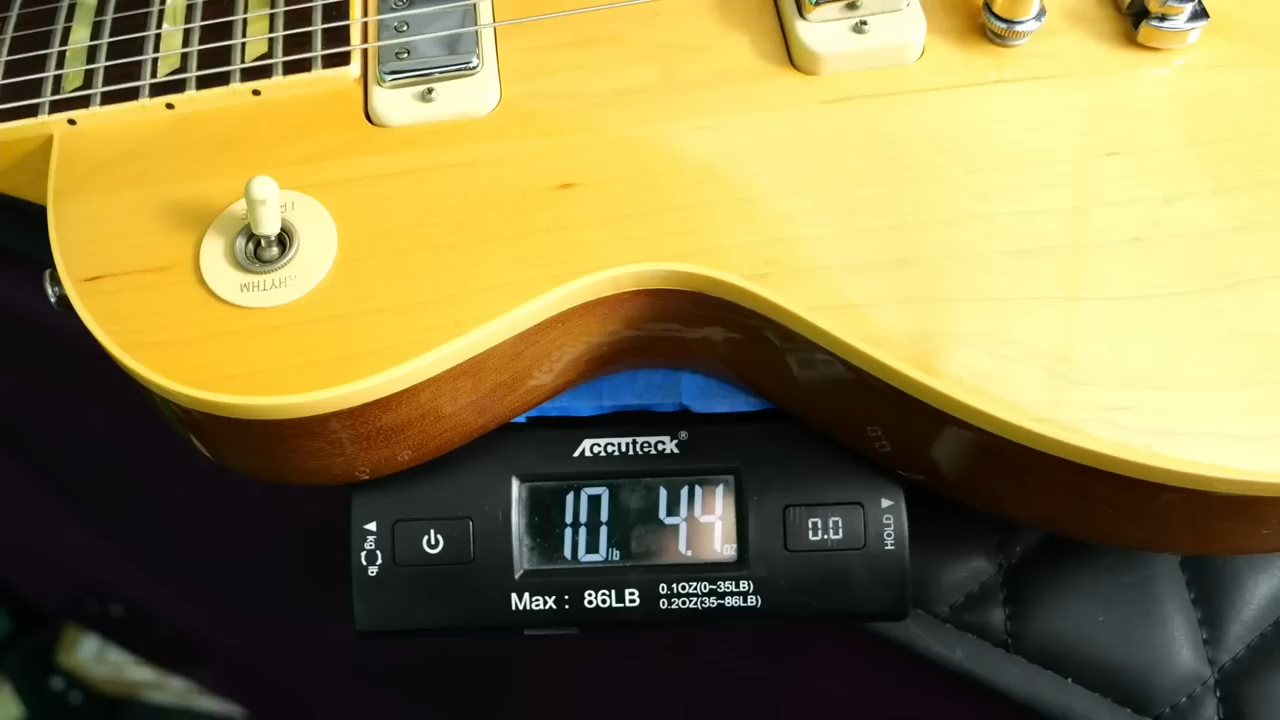 RHYTHM
Accuteck®
10 lb 4.4 oz
0.0
HOLD
kg lb
Max : 86LB
0.1OZ(0~35LB)
0.2OZ(35~86LB)